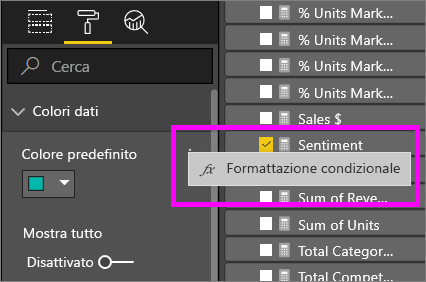 Cerca
Colori dati
Colore predefinito
fx Formattazione condizionale
Mostra tutto
Disattivato
% Units Mark...
% Units Mark...
% Units Mark...
% Units Mark...
Sales $
Sentiment
Sum of Reve...
Sum of Units
Total Categor...
Total Compet...